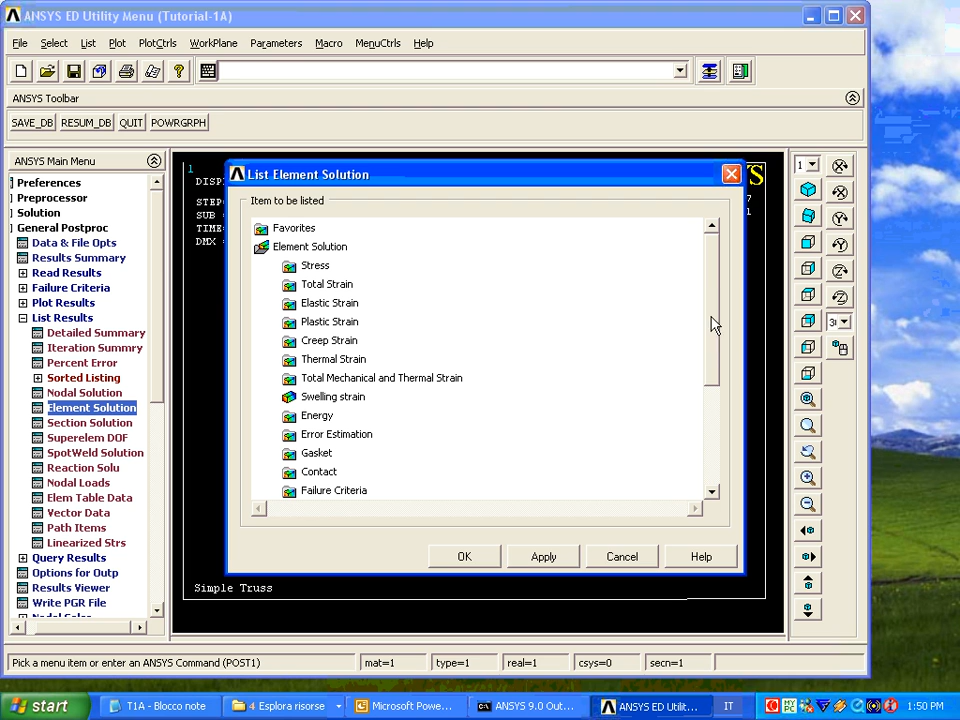 ANSYS ED Utility Menu (Tutorial-1A)
File Select List Plot PlotCtrls WorkPlane Parameters Macro MenuCtrls Help
ANSYS Toolbar
SAVE_DB RESUM_DB QUIT POWRGRPH
ANSYS Main Menu
Preferences
Preprocessor
Solution
General Postproc
Data & File Opts
Results Summary
Read Results
Failure Criteria
Plot Results
List Results
Detailed Summary
Iteration Summry
Percent Error
Sorted Listing
Nodal Solution
Element Solution
Section Solution
Superelem DOF
SpotWeld Solution
Reaction Solu
Nodal Loads
Elem Table Data
Vector Data
Path Items
Linearized Strs
Query Results
Options for Outp
Results Viewer
Write PGR File
1
STEP
SUB
TIME
DMX =
List Element Solution
Item to be listed
Favorites
Element Solution
Stress
Total Strain
Elastic Strain
Plastic Strain
Creep Strain
Thermal Strain
Total Mechanical and Thermal Strain
Swelling strain
Energy
Error Estimation
Gasket
Contact
Failure Criteria
OK Apply Cancel Help
Simple Truss
1
Pick a menu item or enter an ANSYS Command (POST1) mat=1 type=1 real=1 csys=0 secn=1
start T1A - Blocco note 4 Esplora risorse Microsoft Powe... ANSYS 9.0 Out... ANSYS ED Utilit... IT 1:50 PM